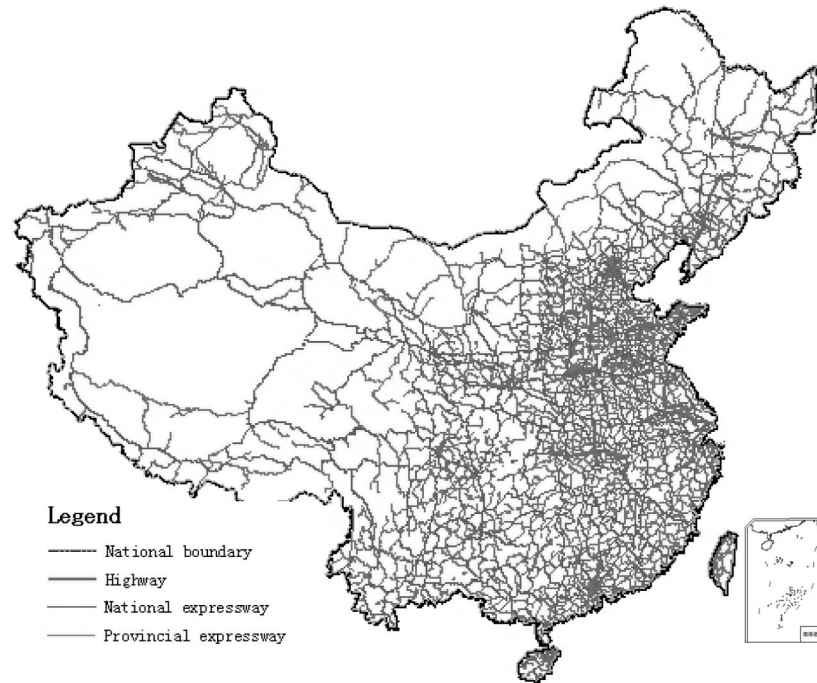 Legend
National boundary
Highway
National expressway
Provincial expressway